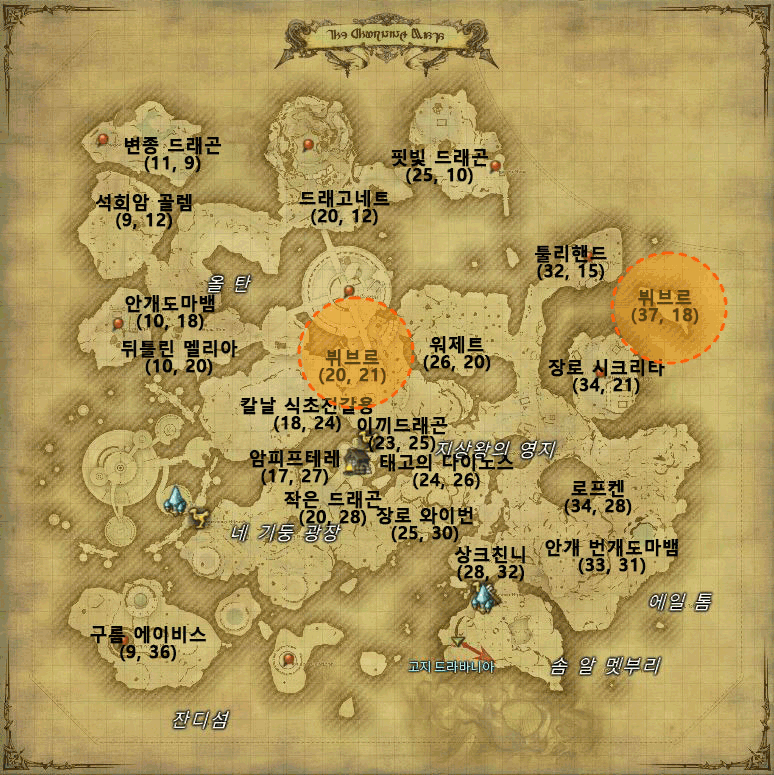 The Churning Mists
변종 드래곤
(11, 9)
핏빛 드래곤
(25, 10)
석회암 골렘
(9, 12)
드래고네트
(20, 12)
툴리핸드
(32, 15)
올 탄
뷔브르
(37, 18)
안개도마뱀
(10, 18)
뒤틀린 멜리아
(10, 20)
뷔브르
(20, 21)
워제트
(26, 20)
장로 시크리타
(34, 21)
칼날 식초전갈용
(18, 24)
이끼드래곤
(23, 25)
지상왕의 영지
암피프테레
(17, 27)
태고의 나이노스
(24, 26)
작은 드래곤
(20, 28)
장로 와이번
(25, 30)
로프켄
(34, 28)
네 기둥 광장
상크친니
(28, 32)
안개 번개도마뱀
(33, 31)
에일 톰
구름 에이비스
(9, 36)
고지 드라바니아
솜 알 멧부리
잔디섬